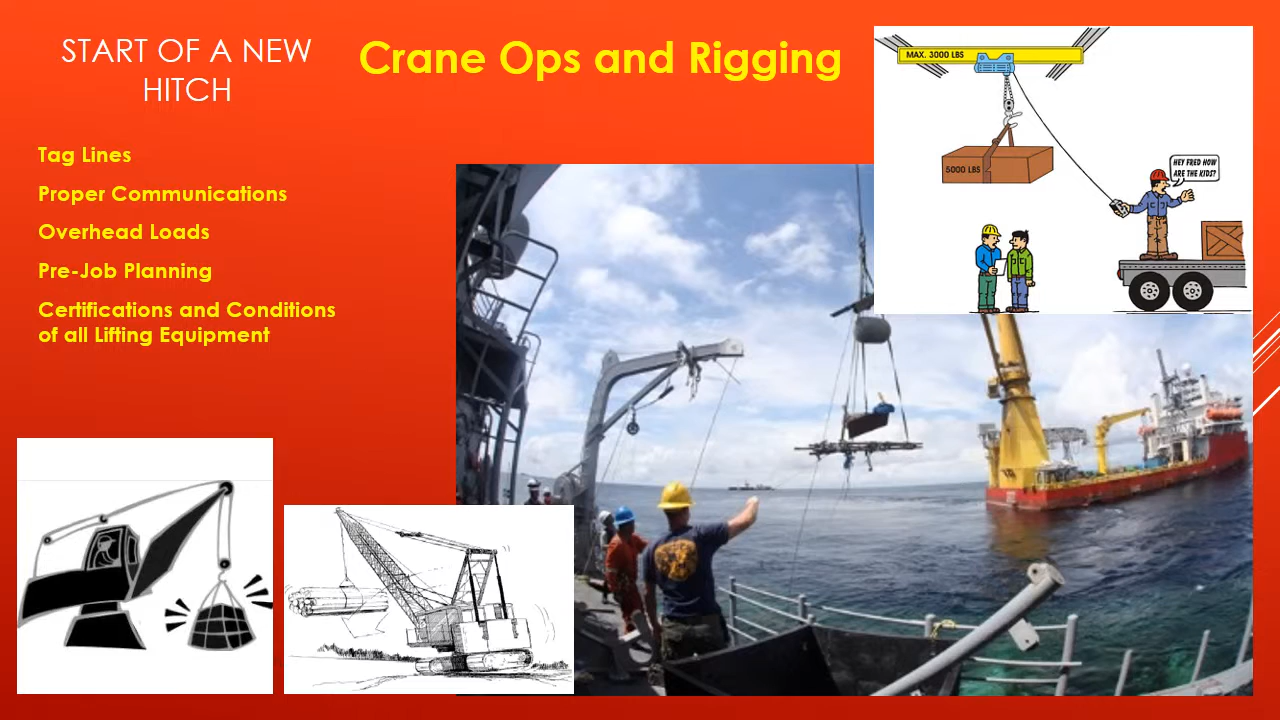 START OF A NEW
HITCH
Crane Ops and Rigging
Tag Lines
Proper Communications
Overhead Loads
Pre-Job Planning
Certifications and Conditions
of all Lifting Equipment
MAX. 3000 LBS
5000 LBS
HEY FRED HOW
ARE THE KIDS?